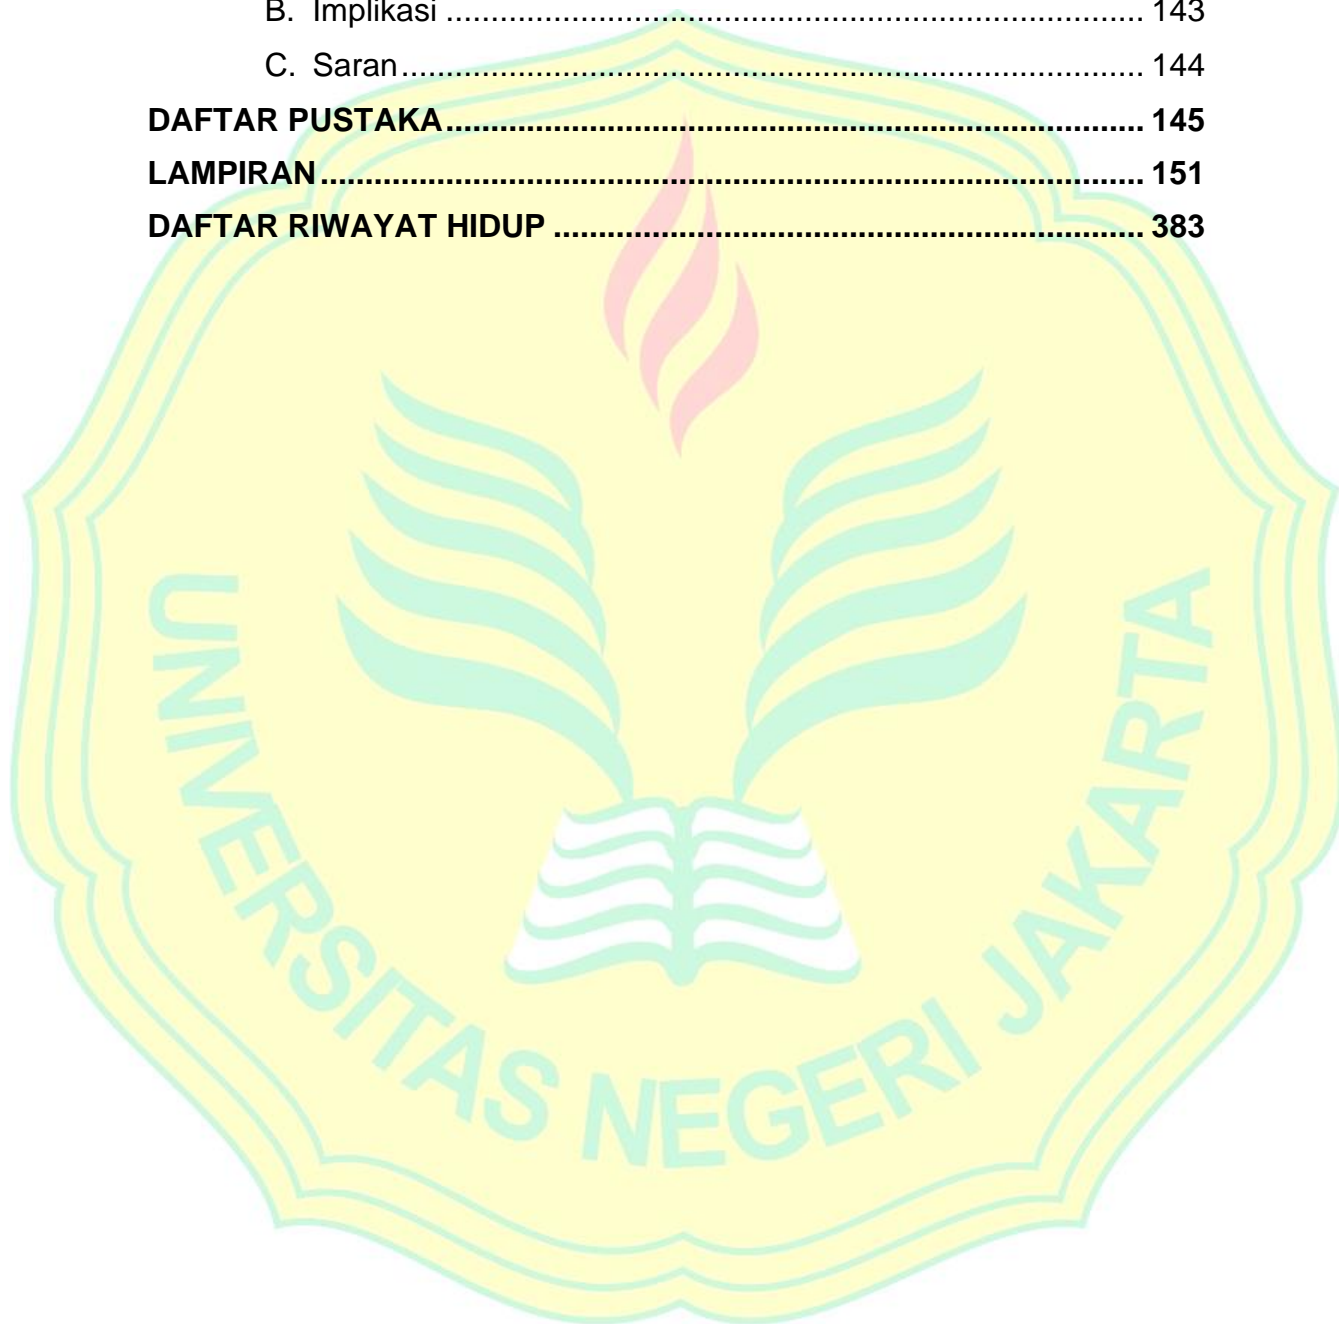 B. Implikasi ........................................................................... 143
C. Saran ................................................................................ 144
DAFTAR PUSTAKA ........................................................................... 145
LAMPIRAN ......................................................................................... 151
DAFTAR RIWAYAT HIDUP ................................................................ 383
UNIVERSITAS NEGERI JAKARTA